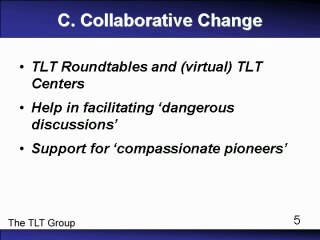 C. Collaborative Change
• TLT Roundtables and (virtual) TLT
Centers
• Help in facilitating ‘dangerous
discussions’
• Support for ‘compassionate pioneers’
The TLT Group
5